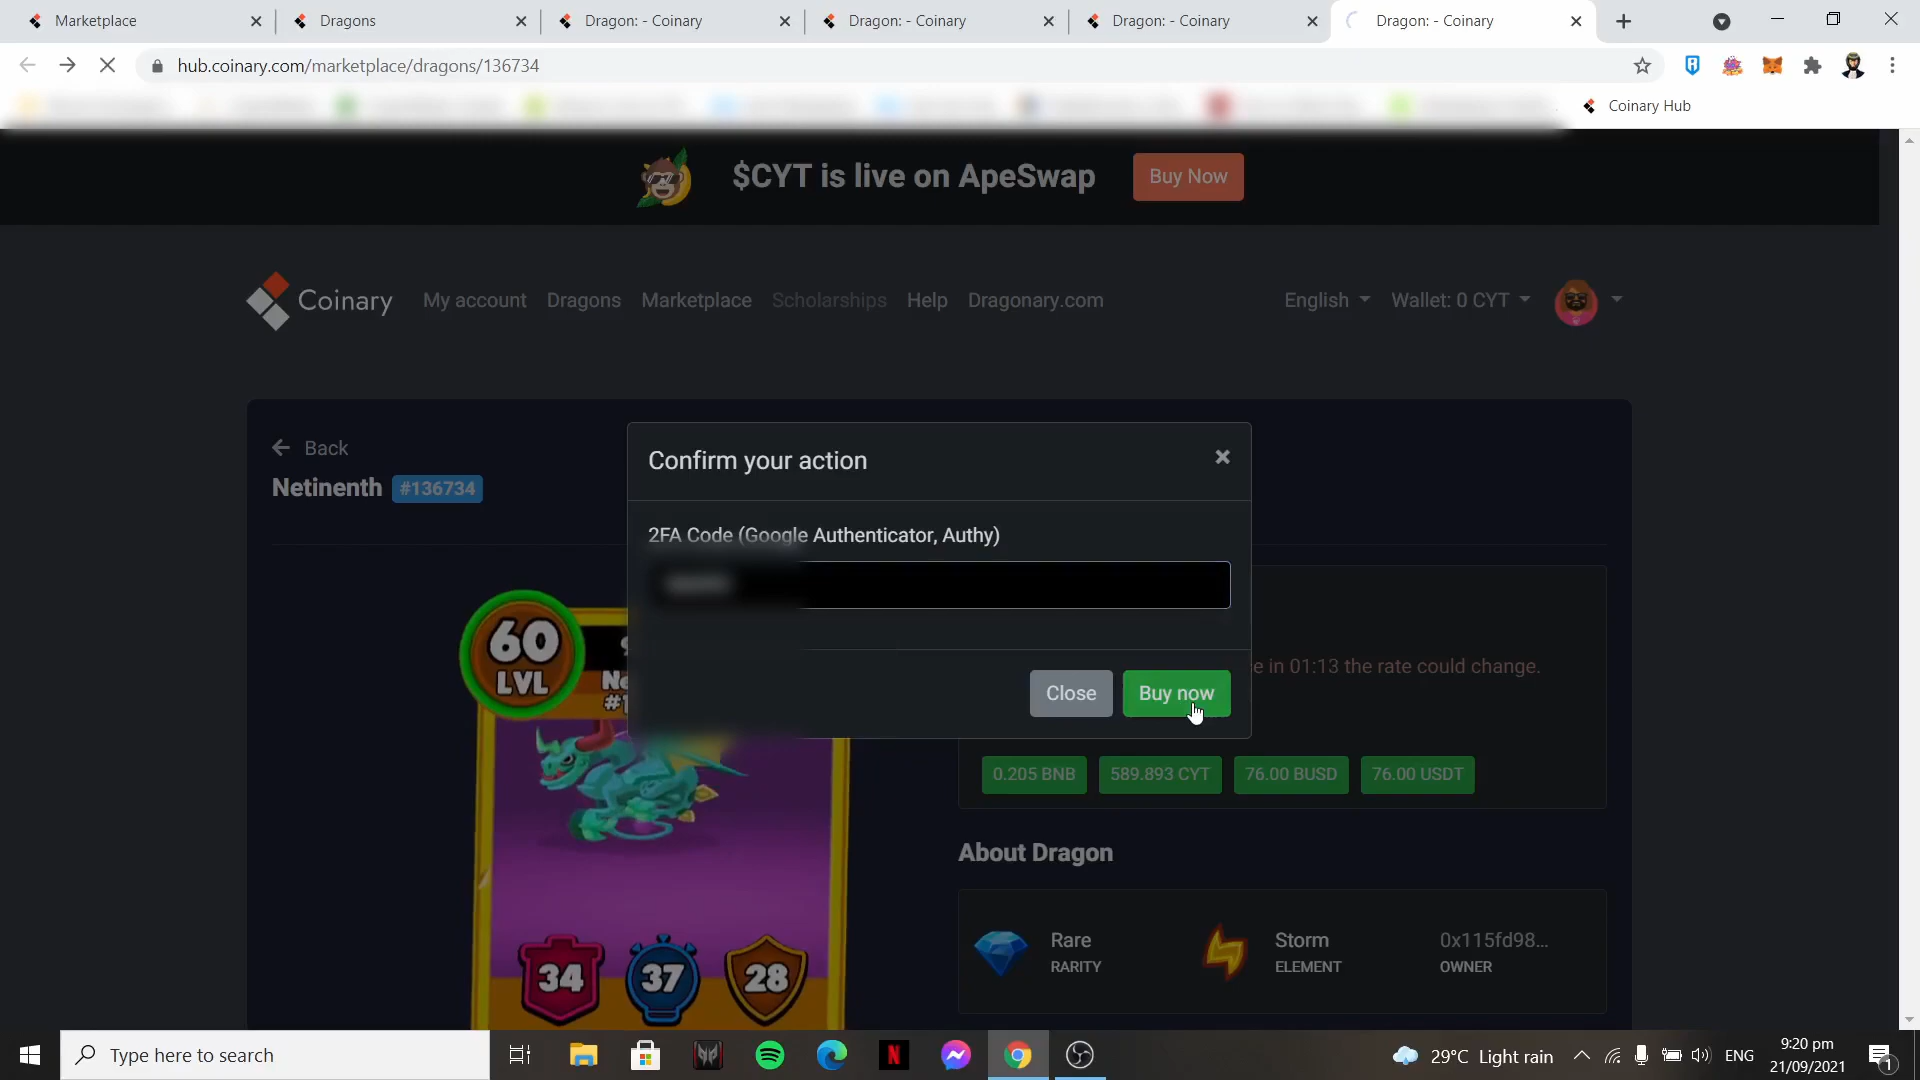 Marketplace
Dragons
Dragon: - Coinary
Dragon: - Coinary
Dragon: - Coinary
Dragon: - Coinary
hub.coinary.com/marketplace/dragons/136734
Coinary Hub
$CYT is live on ApeSwap
Buy Now
Coinary
My account
Dragons
Marketplace
Scholarships
Help
Dragonary.com
English
Wallet: 0 CYT
Back
Netinenth
#136734
Confirm your action
2FA Code (Google Authenticator, Authy)
Close
Buy now
e in 01:13 the rate could change.
60
LVL
0.205 BNB
589.893 CYT
76.00 BUSD
76.00 USDT
About Dragon
Rare
RARITY
Storm
ELEMENT
0x115fd98...
OWNER
34
37
28
Type here to search
29°C Light rain
ENG
9:20 pm
21/09/2021
1